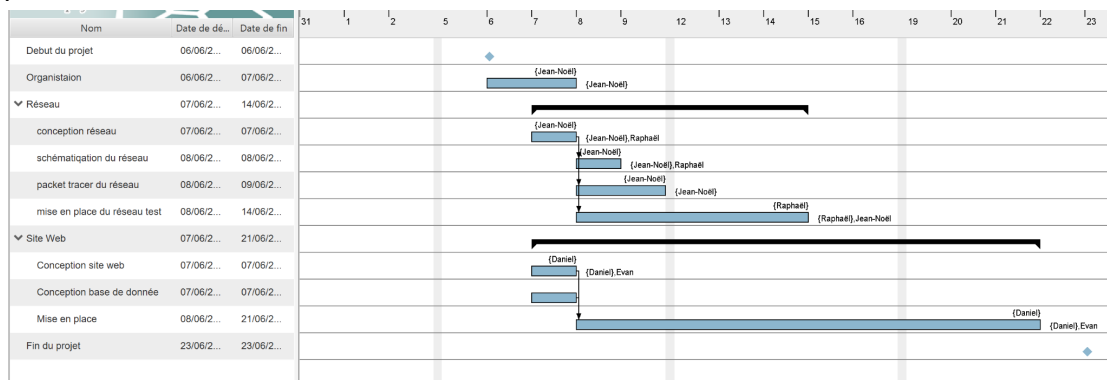 Nom Date de dé... Date de fin 31 1 2 5 6 7 8 9 12 13 14 15 16 19 20 21 22 23
Debut du projet 06/06/2... 06/06/2...
Organistaion 06/06/2... 07/06/2... {Jean-Noël} {Jean-Noël}
Réseau 07/06/2... 14/06/2...
conception réseau 07/06/2... 07/06/2... {Jean-Noël} {Jean-Noël},Raphaël
schématiqation du réseau 08/06/2... 08/06/2... {Jean-Noël} {Jean-Noël},Raphaël
packet tracer du réseau 08/06/2... 09/06/2... {Jean-Noël} {Jean-Noël}
mise en place du réseau test 08/06/2... 14/06/2... {Raphaël} {Raphaël},Jean-Noël
Site Web 07/06/2... 21/06/2...
Conception site web 07/06/2... 07/06/2... {Daniel} {Daniel},Evan
Conception base de donnée 07/06/2... 07/06/2...
Mise en place 08/06/2... 21/06/2... {Daniel} {Daniel},Evan
Fin du projet 23/06/2... 23/06/2...